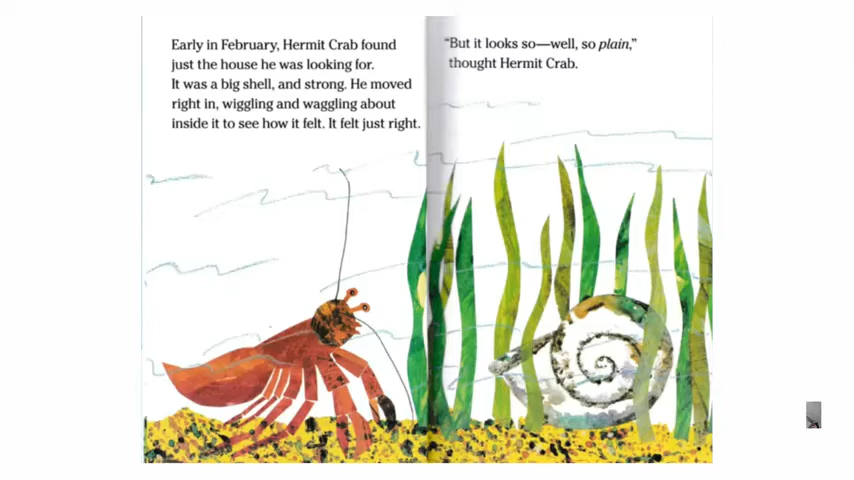 Early in February, Hermit Crab found
just the house he was looking for.
It was a big shell, and strong. He moved
right in, wiggling and waggling about
inside it to see how it felt. It felt just right.
“But it looks so—well, so plain,”
thought Hermit Crab.